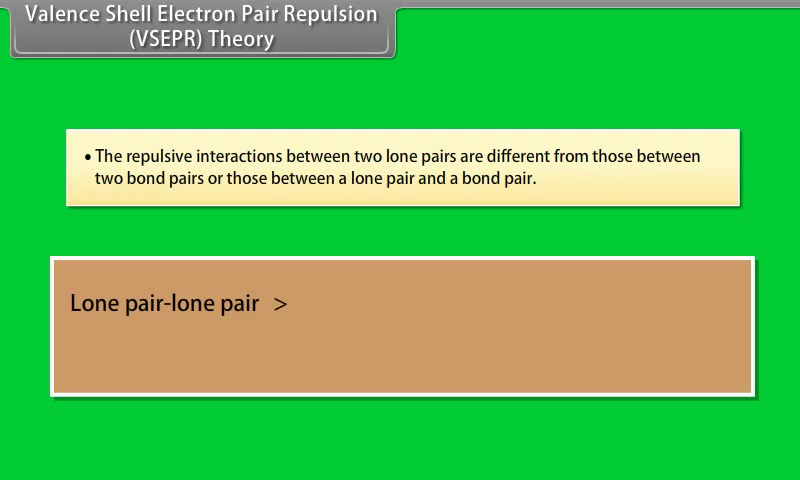 Valence Shell Electron Pair Repulsion
(VSEPR) Theory
• The repulsive interactions between two lone pairs are different from those between
two bond pairs or those between a lone pair and a bond pair.
Lone pair-lone pair >